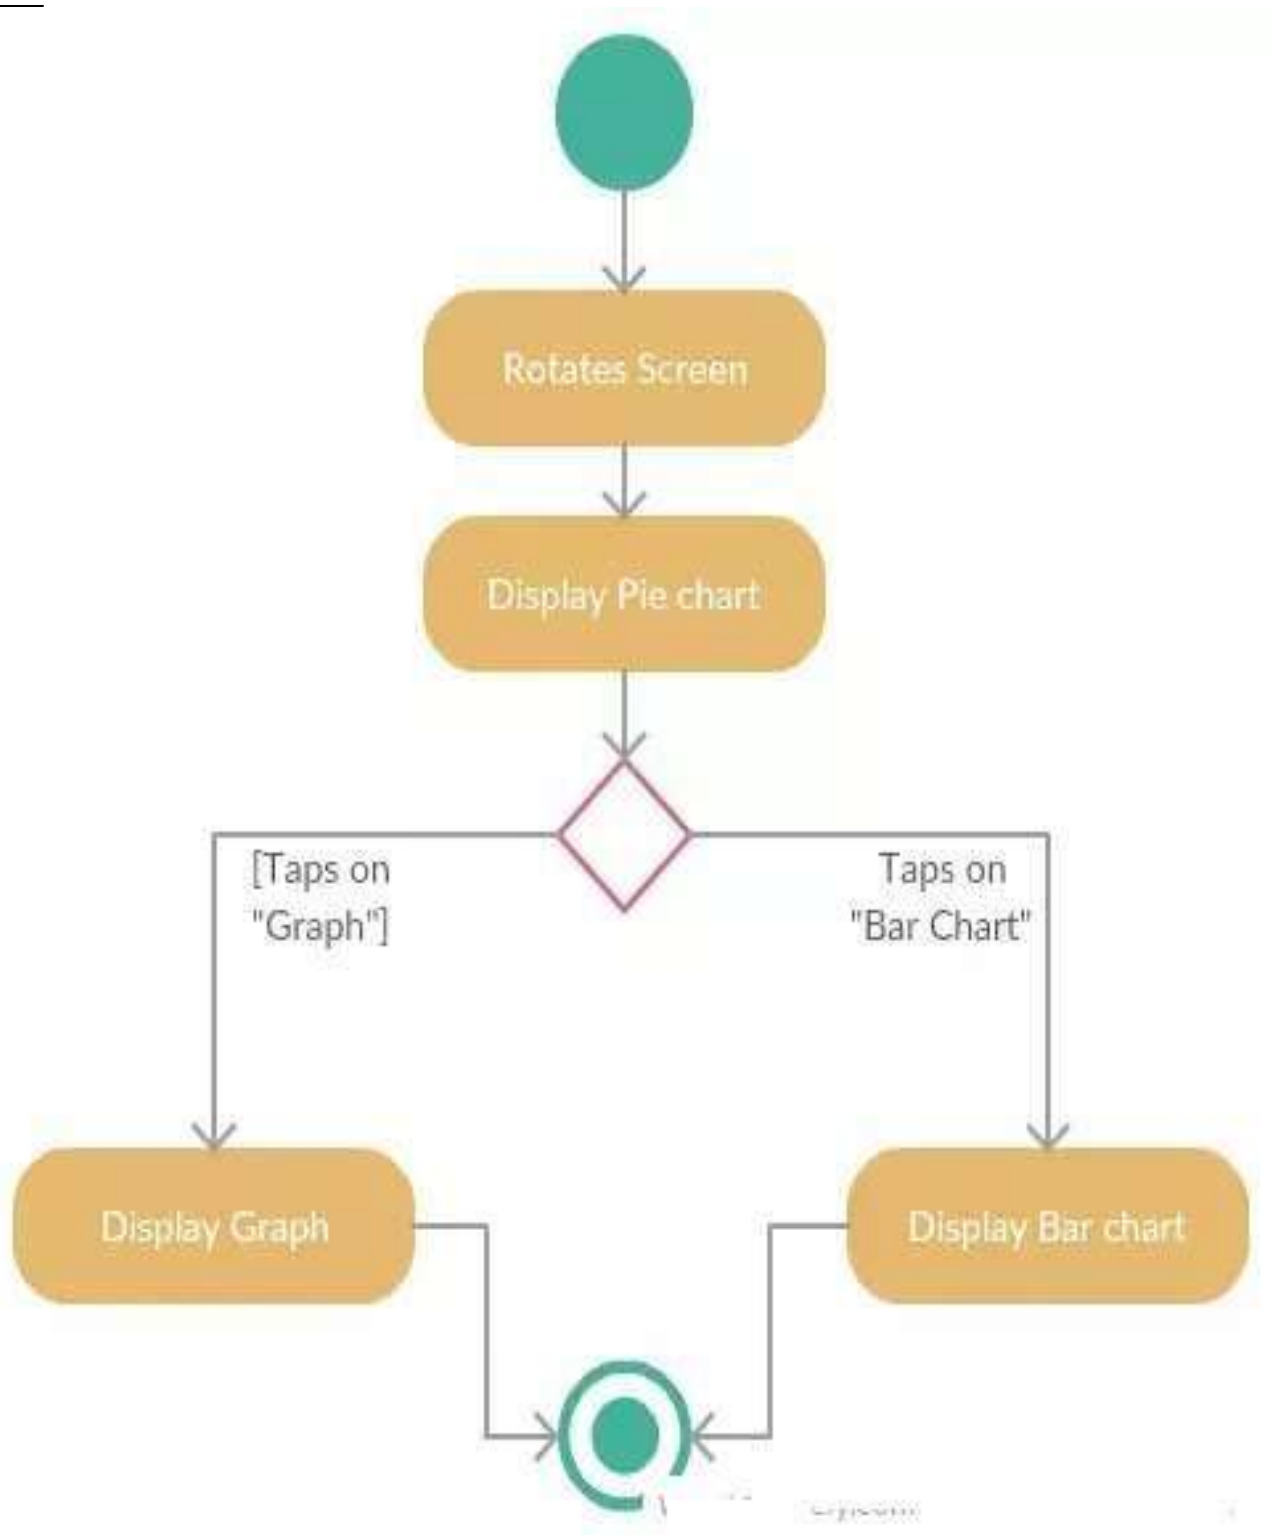 Rotates Screen
Display Pie chart
[Taps on
"Graph"]
Taps on
"Bar Chart"
Display Graph
Display Bar chart